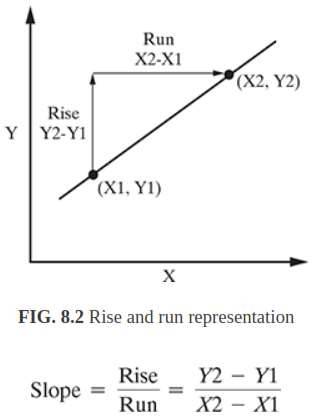 Run
X2-X1
(X2, Y2)
Rise
Y Y2-Y1
(X1, Y1)
X
FIG. 8.2 Rise and run representation
Slope = Rise/Run = Y2 − Y1/X2 − X1